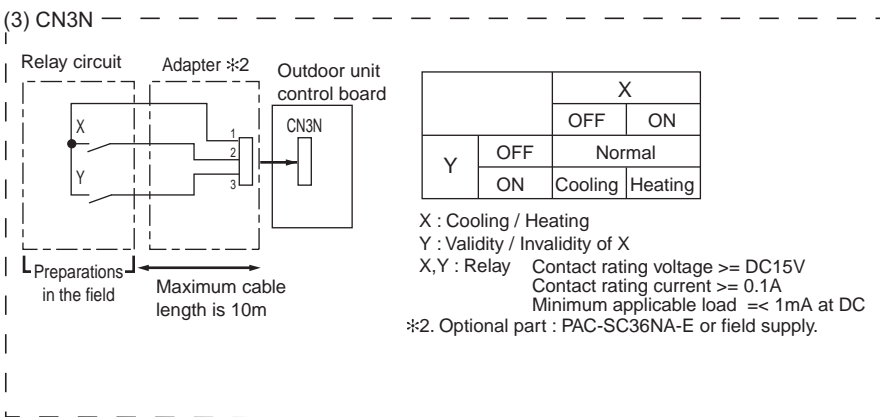 (3) CN3N
Relay circuit
Adapter ✻2
Outdoor unit
control board
X
Y
1
2
3
CN3N
Preparations
in the field
Maximum cable
length is 10m
X
OFF ON
Y OFF Normal
ON Cooling Heating
X : Cooling / Heating
Y : Validity / Invalidity of X
X,Y : Relay Contact rating voltage >= DC15V
Contact rating current >= 0.1A
Minimum applicable load =< 1mA at DC
✻2. Optional part : PAC-SC36NA-E or field supply.